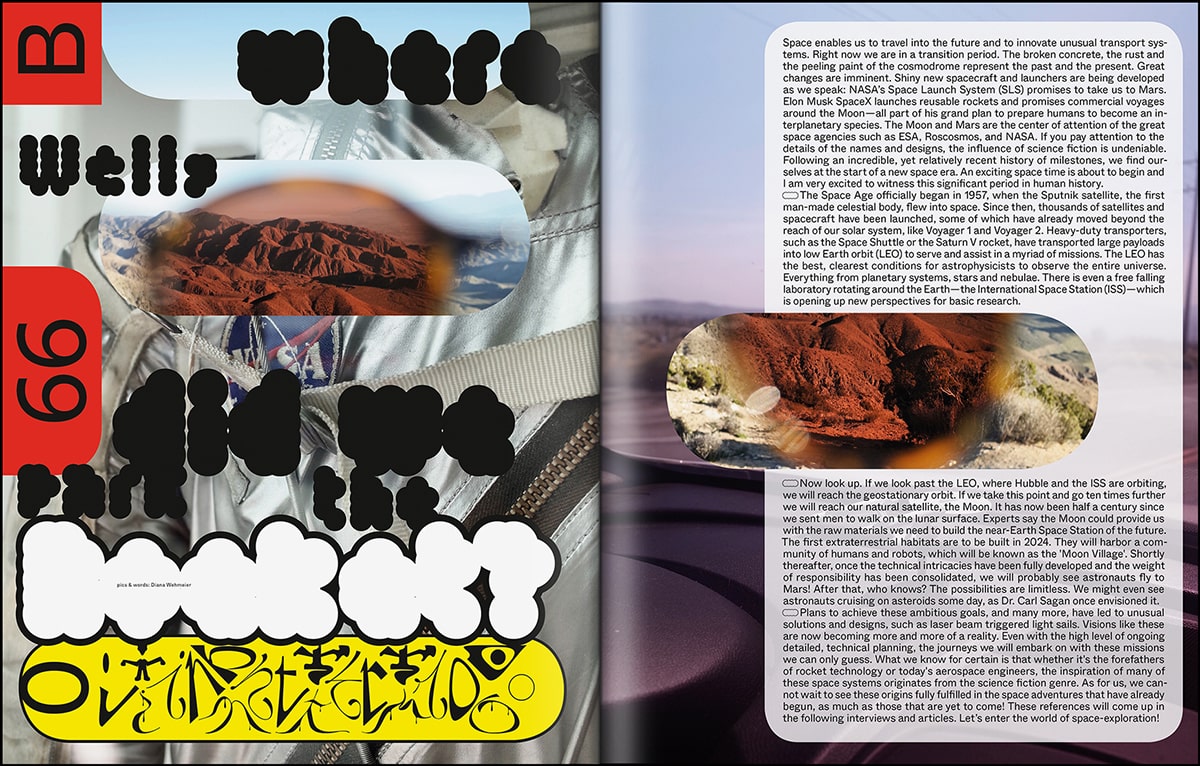 B
Where
Wells
66
did you
park the
rocket?
pics & words: Diana Wehmeier
O
Space enables us to travel into the future and to innovate unusual transport sys-
tems. Right now we are in a transition period. The broken concrete, the rust and
the peeling paint of the cosmodrome represent the past and the present. Great
changes are imminent. Shiny new spacecraft and launchers are being developed
as we speak: NASA's Space Launch System (SLS) promises to take us to Mars.
Elon Musk SpaceX launches reusable rockets and promises commercial voyages
around the Moon—all part of his grand plan to prepare humans to become an in-
terplanetary species. The Moon and Mars are the center of attention of the great
space agencies such as ESA, Roscosmos, and NASA. If you pay attention to the
details of the names and designs, the influence of science fiction is undeniable.
Following an incredible, yet relatively recent history of milestones, we find our-
selves at the start of a new space era. An exciting space time is about to begin and
I am very excited to witness this significant period in human history.
The Space Age officially began in 1957, when the Sputnik satellite, the first
man-made celestial body, flew into space. Since then, thousands of satellites and
spacecraft have been launched, some of which have already moved beyond the
reach of our solar system, like Voyager 1 and Voyager 2. Heavy-duty transporters,
such as the Space Shuttle or the Saturn V rocket, have transported large payloads
into low Earth orbit (LEO) to serve and assist in a myriad of missions. The LEO has
the best, clearest conditions for astrophysicists to observe the entire universe.
Everything from planetary systems, stars and nebulae. There is even a free falling
laboratory rotating around the Earth—the International Space Station (ISS)—which
is opening up new perspectives for basic research.
Now look up. If we look past the LEO, where Hubble and the ISS are orbiting,
we will reach the geostationary orbit. If we take this point and go ten times further
we will reach our natural satellite, the Moon. It has now been half a century since
we sent men to walk on the lunar surface. Experts say the Moon could provide us
with the raw materials we need to build the near-Earth Space Station of the future.
The first extraterrestrial habitats are to be built in 2024. They will harbor a com-
munity of humans and robots, which will be known as the 'Moon Village'. Shortly
thereafter, once the technical intricacies have been fully developed and the weight
of responsibility has been consolidated, we will probably see astronauts fly to
Mars! After that, who knows? The possibilities are limitless. We might even see
astronauts cruising on asteroids some day, as Dr. Carl Sagan once envisioned it.
Plans to achieve these ambitious goals, and many more, have led to unusual
solutions and designs, such as laser beam triggered light sails. Visions like these
are now becoming more and more of a reality. Even with the high level of ongoing
detailed, technical planning, the journeys we will embark on with these missions
we can only guess. What we know for certain is that whether it's the forefathers
of rocket technology or today's aerospace engineers, the inspiration of many of
these space systems originates from the science fiction genre. As for us, we can-
not wait to see these origins fully fulfilled in the space adventures that have already
begun, as much as those that are yet to come! These references will come up in
the following interviews and articles. Let's enter the world of space-exploration!